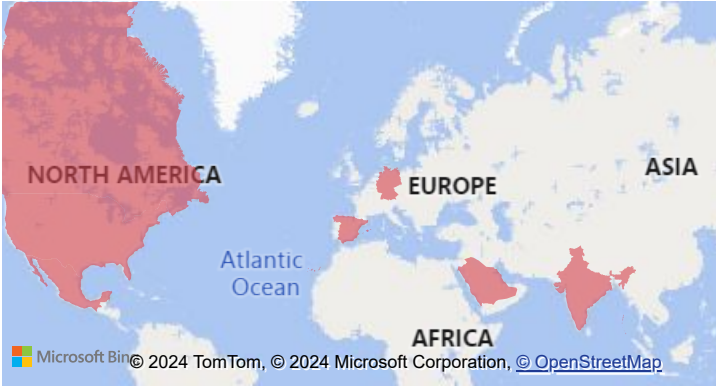 NORTH AMERICA
EUROPE
ASIA
Atlantic
Ocean
AFRICA
Microsoft Bing
© 2024 TomTom, © 2024 Microsoft Corporation, © OpenStreetMap